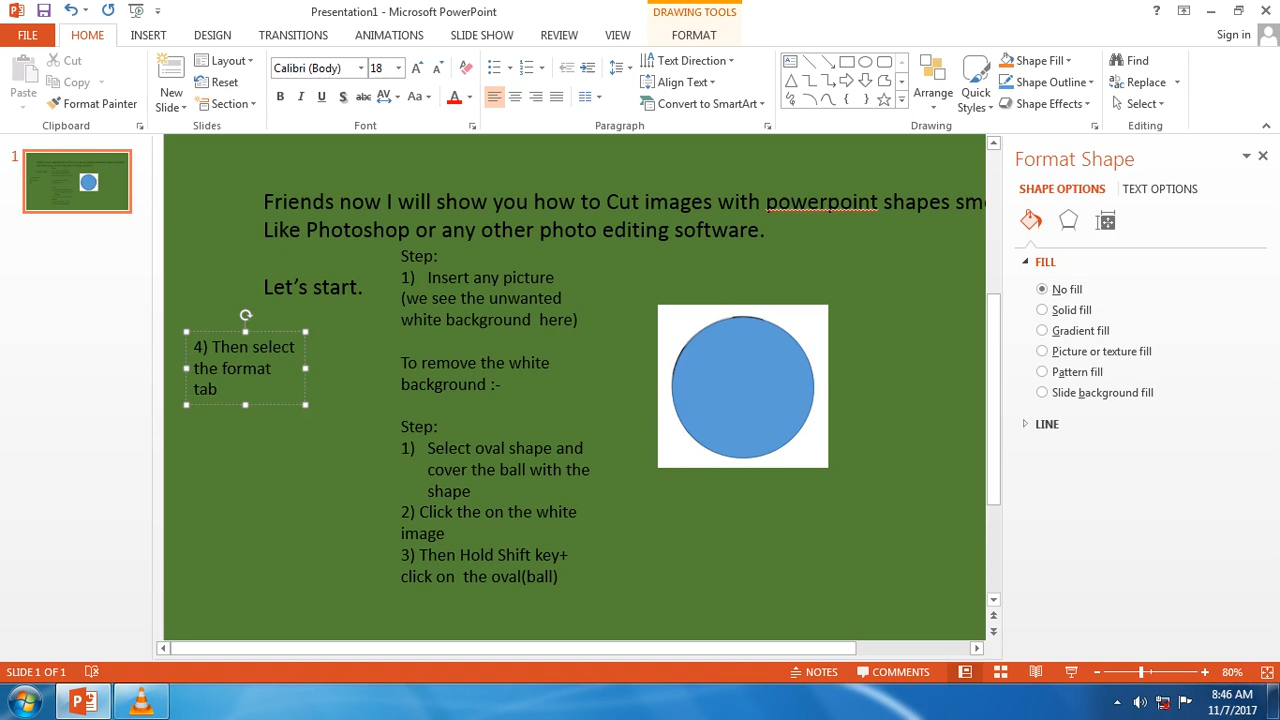 Presentation1 - Microsoft PowerPoint
DRAWING TOOLS
?
FILE HOME INSERT DESIGN TRANSITIONS ANIMATIONS SLIDE SHOW REVIEW VIEW FORMAT Sign in
Paste
Cut
Copy
Format Painter
Clipboard
New Slide
Layout
Reset
Section
Slides
Calibri (Body) 18
B I U S abc AV Aa A
Font
Text Direction
Align Text
Convert to SmartArt
Paragraph
Arrange
Quick Styles
Shape Fill
Shape Outline
Shape Effects
Drawing
Find
Replace
Select
Editing
1
Friends now I will show you how to Cut images with powerpoint shapes sm
Like Photoshop or any other photo editing software.
Let's start.
4) Then select
the format
tab
Step:
1) Insert any picture
(we see the unwanted
white background here)
To remove the white
background :-
Step:
1) Select oval shape and
cover the ball with the
shape
2) Click the on the white
image
3) Then Hold Shift key+
click on the oval(ball)
Format Shape
SHAPE OPTIONS TEXT OPTIONS
FILL
No fill
Solid fill
Gradient fill
Picture or texture fill
Pattern fill
Slide background fill
LINE
SLIDE 1 OF 1 NOTES COMMENTS 80%
8:46 AM
11/7/2017